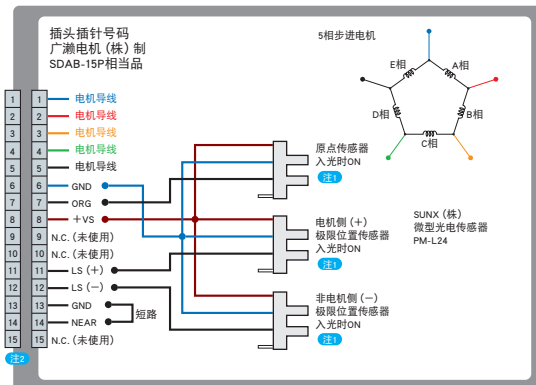 插头插针号码
广濑电机（株）制
SDAB-15P相当品
5相步进电机
E相
A相
D相
B相
C相
1 1 电机导线
2 2 电机导线
3 3 电机导线
4 4 电机导线
5 5 电机导线
6 6 GND
7 7 ORG
8 8 ＋VS
9 9 N.C.（未使用）
10 10 N.C.（未使用）
11 11 LS（＋）
12 12 LS（－）
13 13 GND
14 14 NEAR
短路
15 15 N.C.（未使用）
注2
原点传感器
入光时ON
注1
电机侧（＋）
极限位置传感器
入光时ON
注1
非电机侧（－）
极限位置传感器
入光时ON
注1
SUNX（株）
微型光电传感器
PM-L24